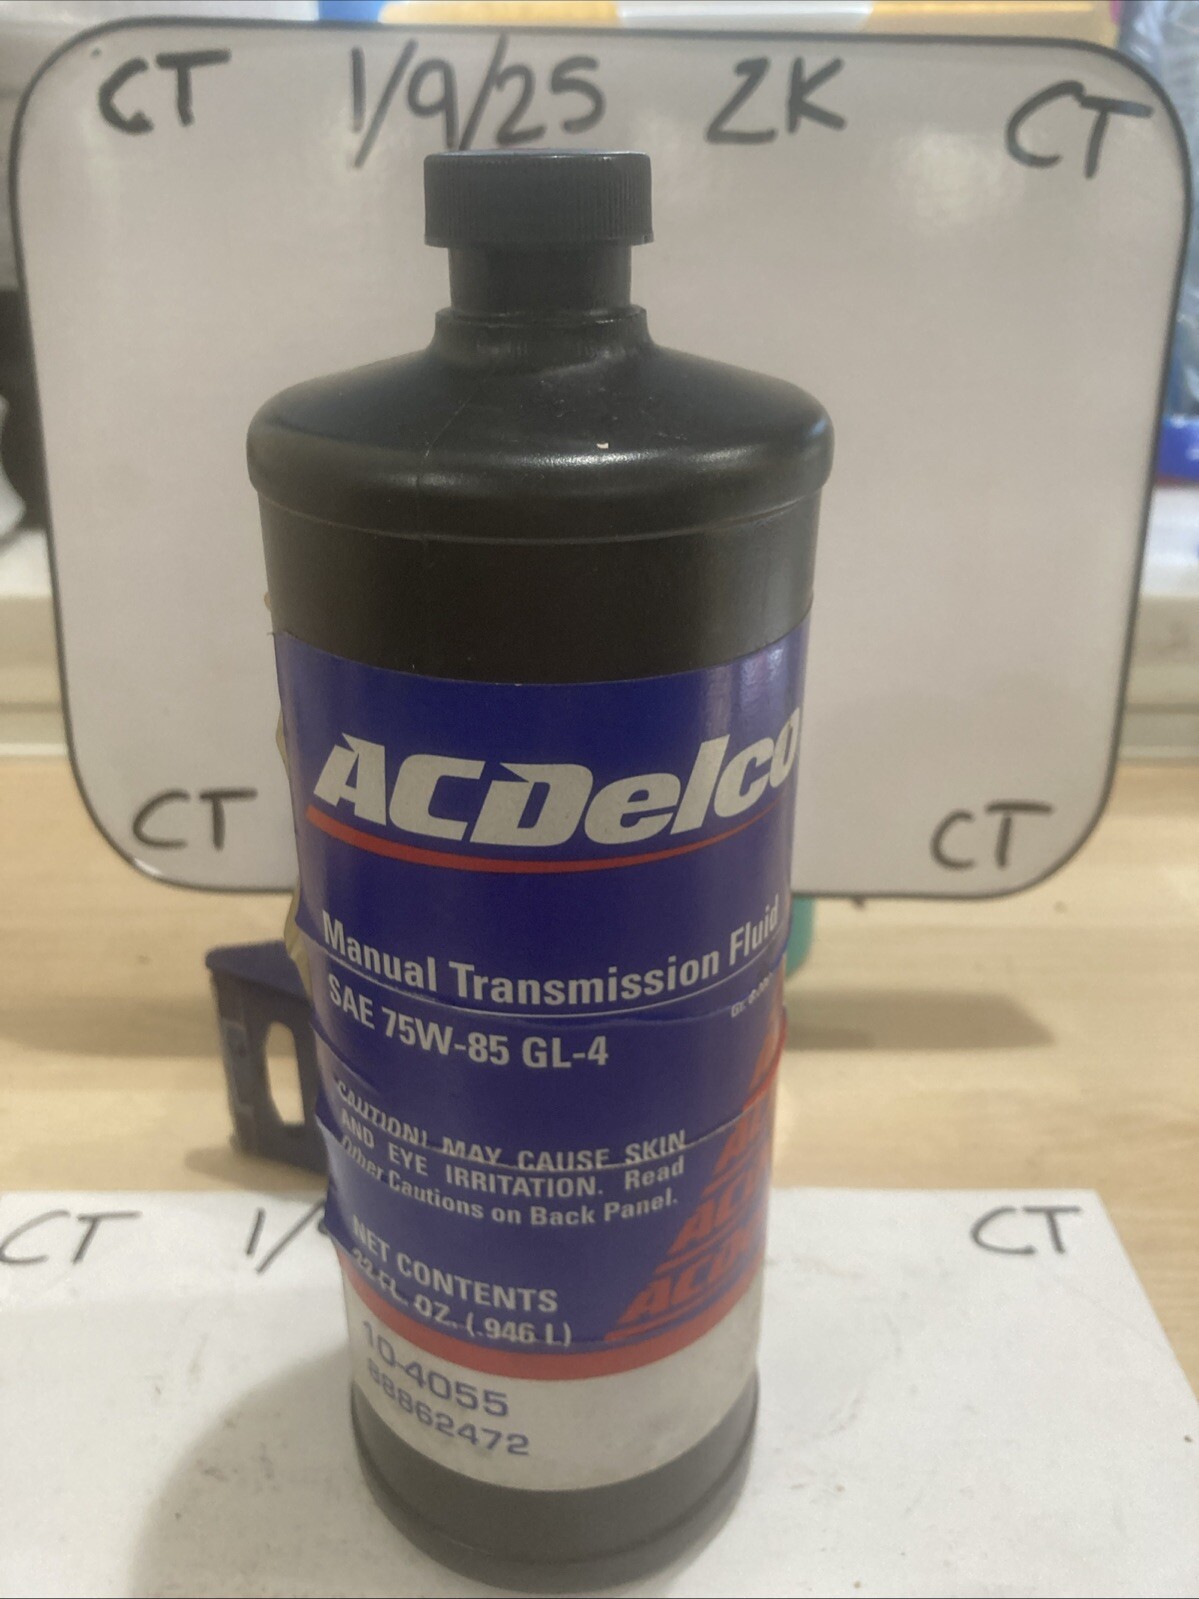 CT 1/9/25 ZK CT
ACDelco
Manual Transmission Fluid
SAE 75W-85 GL-4
CAUTION! MAY CAUSE SKIN
AND EYE IRRITATION. Read
Other Cautions on Back Panel.
NET CONTENTS
32 FL. OZ. (.946 L)
10-4055
88862472
CT CT
CT 1/ CT